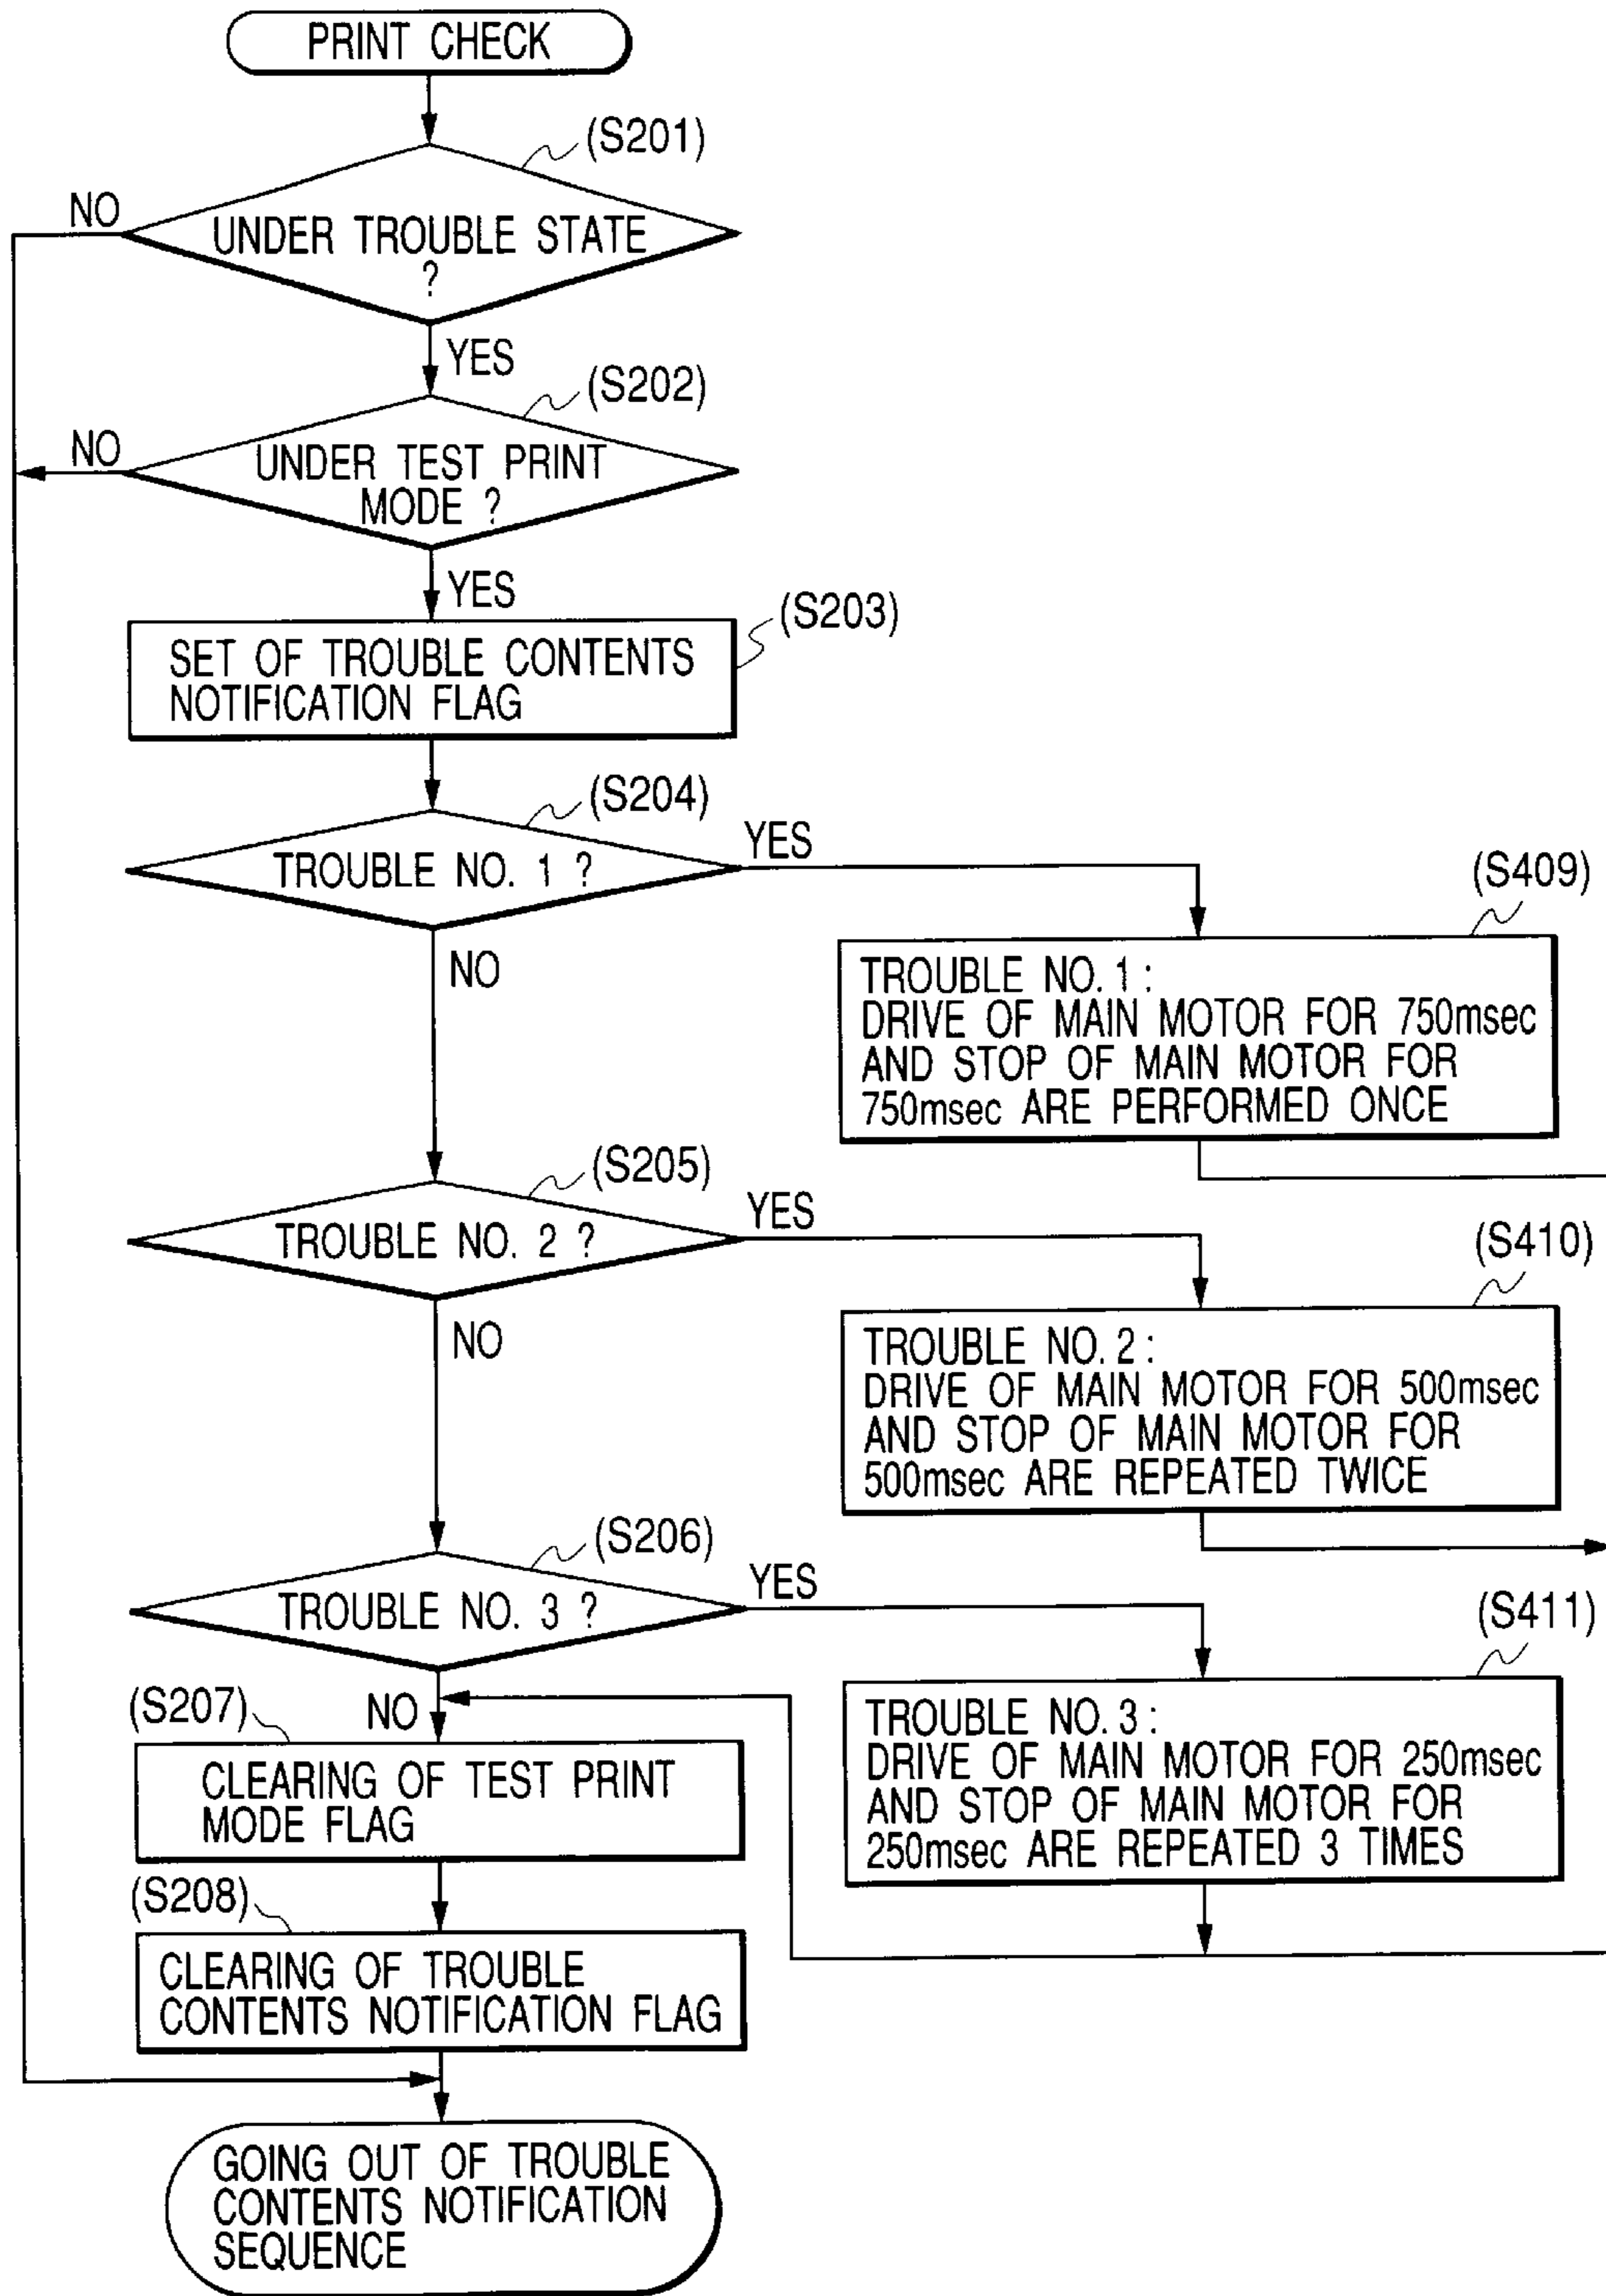 PRINT CHECK
(S201)
NO
UNDER TROUBLE STATE
?
YES
(S202)
NO
UNDER TEST PRINT
MODE ?
YES
(S203)
SET OF TROUBLE CONTENTS
NOTIFICATION FLAG
(S204)
TROUBLE NO. 1 ?
YES
NO
(S409)
TROUBLE NO. 1 :
DRIVE OF MAIN MOTOR FOR 750msec
AND STOP OF MAIN MOTOR FOR
750msec ARE PERFORMED ONCE
(S205)
TROUBLE NO. 2 ?
YES
NO
(S410)
TROUBLE NO. 2 :
DRIVE OF MAIN MOTOR FOR 500msec
AND STOP OF MAIN MOTOR FOR
500msec ARE REPEATED TWICE
(S206)
TROUBLE NO. 3 ?
YES
NO
(S411)
TROUBLE NO. 3 :
DRIVE OF MAIN MOTOR FOR 250msec
AND STOP OF MAIN MOTOR FOR
250msec ARE REPEATED 3 TIMES
(S207)
CLEARING OF TEST PRINT
MODE FLAG
(S208)
CLEARING OF TROUBLE
CONTENTS NOTIFICATION FLAG
GOING OUT OF TROUBLE
CONTENTS NOTIFICATION
SEQUENCE